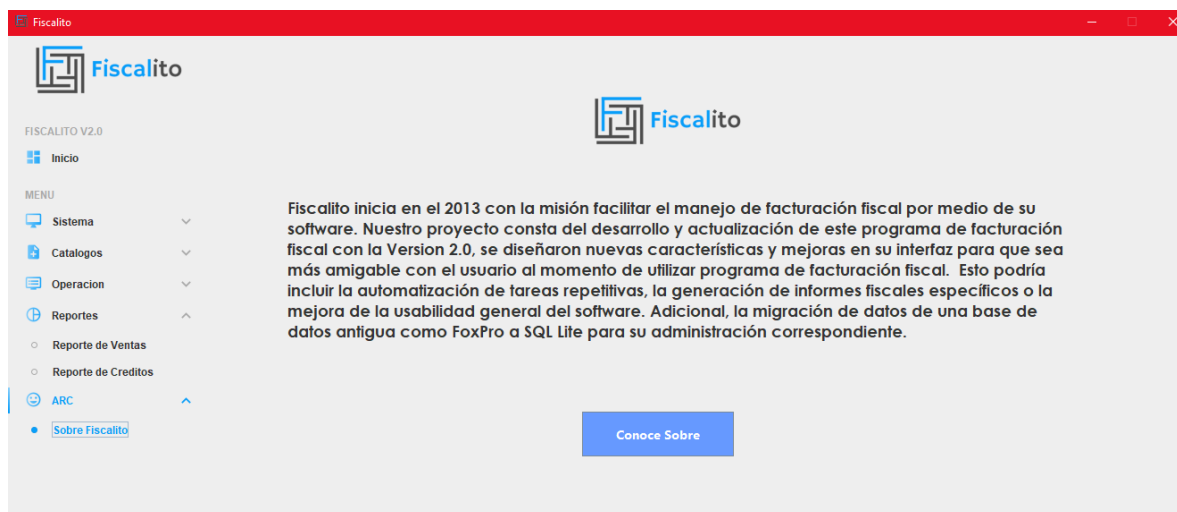 Fiscalito
Fiscalito
Fiscalito
FISCALITO V2.0
Inicio
MENU
Sistema
Catalogos
Operacion
Reportes
Reporte de Ventas
Reporte de Creditos
ARC
Sobre Fiscalito
Fiscalito inicia en el 2013 con la misión facilitar el manejo de facturación fiscal por medio de su
software. Nuestro proyecto consta del desarrollo y actualización de este programa de facturación
fiscal con la Version 2.0, se diseñaron nuevas características y mejoras en su interfaz para que sea
más amigable con el usuario al momento de utilizar programa de facturación fiscal.  Esto podría
incluir la automatización de tareas repetitivas, la generación de informes fiscales específicos o la
mejora de la usabilidad general del software. Adicional, la migración de datos de una base de
datos antigua como FoxPro a SQL Lite para su administración correspondiente.
Conoce Sobre